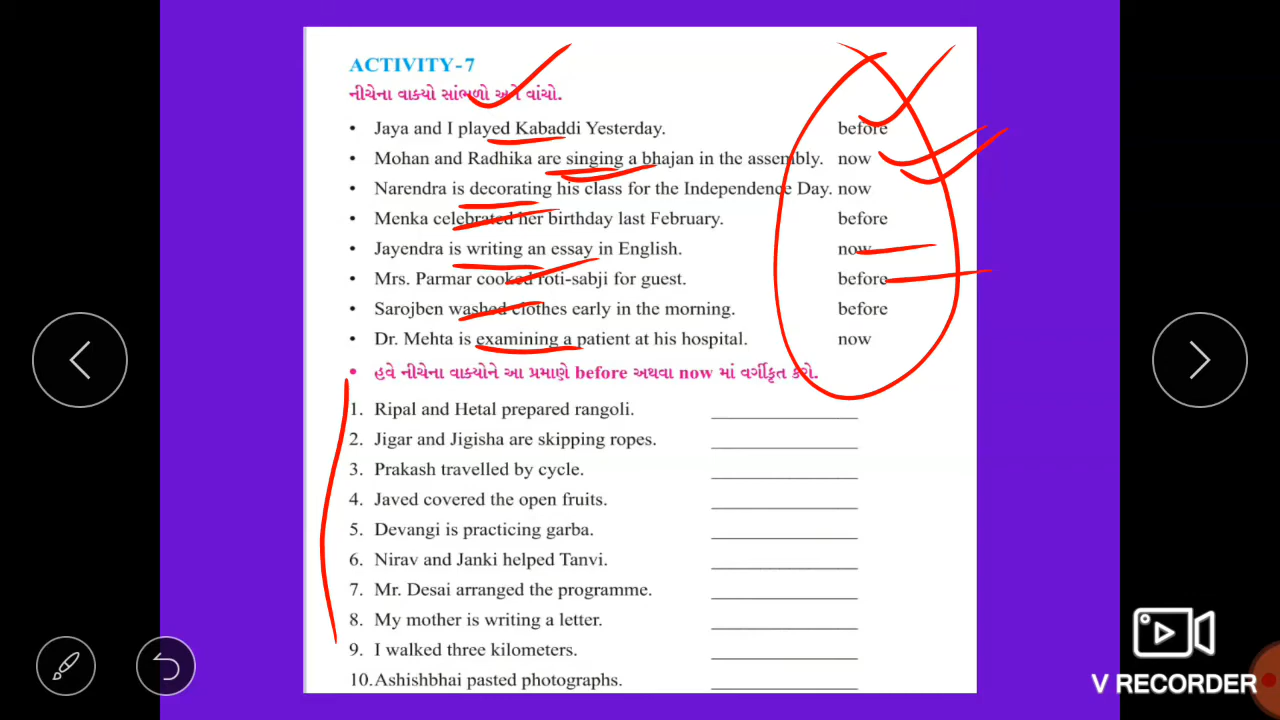 ACTIVITY-7
નીચેના વાક્યો સાંભળો અને વાંચો.
• Jaya and I played Kabaddi Yesterday. before
• Mohan and Radhika are singing a bhajan in the assembly. now
• Narendra is decorating his class for the Independence Day. now
• Menka celebrated her birthday last February. before
• Jayendra is writing an essay in English. now
• Mrs. Parmar cooked roti-sabji for guest. before
• Sarojben washed clothes early in the morning. before
• Dr. Mehta is examining a patient at his hospital. now
• હવે નીચેના વાક્યોને આ પ્રમાણે before અથવા now માં વર્ગીકૃત કરો.
1. Ripal and Hetal prepared rangoli.
2. Jigar and Jigisha are skipping ropes.
3. Prakash travelled by cycle.
4. Javed covered the open fruits.
5. Devangi is practicing garba.
6. Nirav and Janki helped Tanvi.
7. Mr. Desai arranged the programme.
8. My mother is writing a letter.
9. I walked three kilometers.
10. Ashishbhai pasted photographs.
V RECORDER